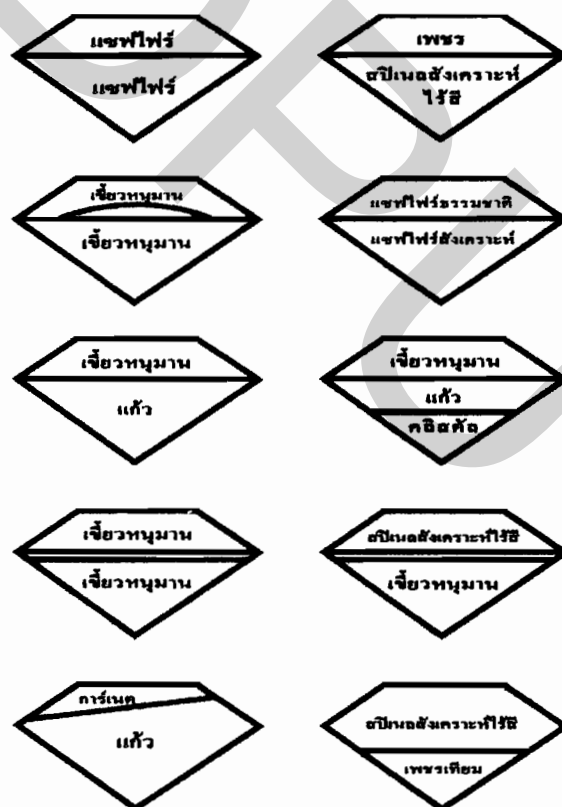 แซฟไฟร์
แซฟไฟร์
เพชร
สปิเนลสังเคราะห์
ไร้สี
เขี้ยวหนุมาน
เขี้ยวหนุมาน
แซฟไฟร์ธรรมชาติ
แซฟไฟร์สังเคราะห์
เขี้ยวหนุมาน
แก้ว
เขี้ยวหนุมาน
แก้ว
คริสตัล
เขี้ยวหนุมาน
เขี้ยวหนุมาน
สปิเนลสังเคราะห์ไร้สี
เขี้ยวหนุมาน
การ์เนต
แก้ว
สปิเนลสังเคราะห์ไร้สี
เพชรเทียม